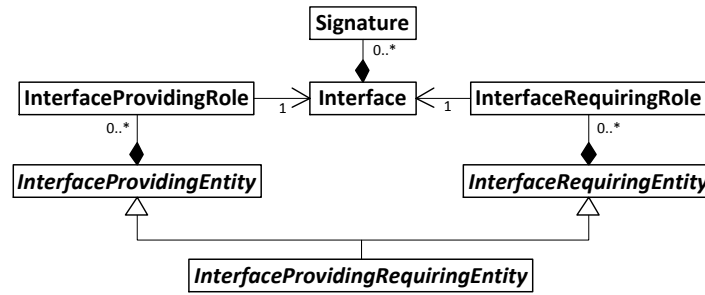 Signature
0..*
InterfaceProvidingRole
1
Interface
1
InterfaceRequiringRole
0..*
0..*
InterfaceProvidingEntity
InterfaceRequiringEntity
InterfaceProvidingRequiringEntity